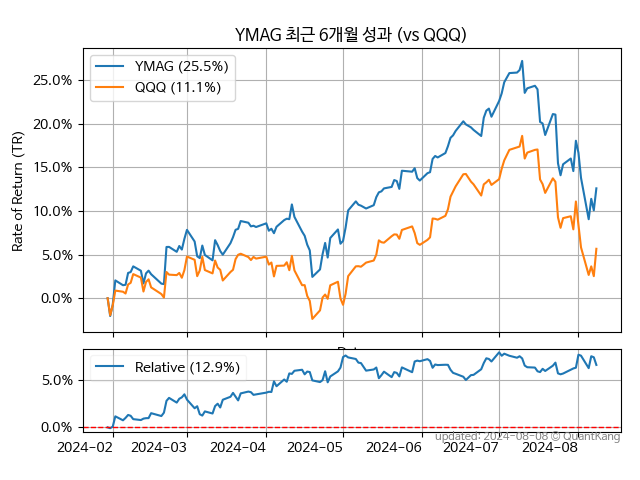 YMAG 최근 6개월 성과 (vs QQQ)
YMAG (25.5%)
QQQ (11.1%)
Rate of Return (TR)
25.0%
20.0%
15.0%
10.0%
5.0%
0.0%
Relative (12.9%)
5.0%
0.0%
2024-02 2024-03 2024-04 2024-05 2024-06 2024-07 2024-08
updated: 2024-08-08 © QuantKang